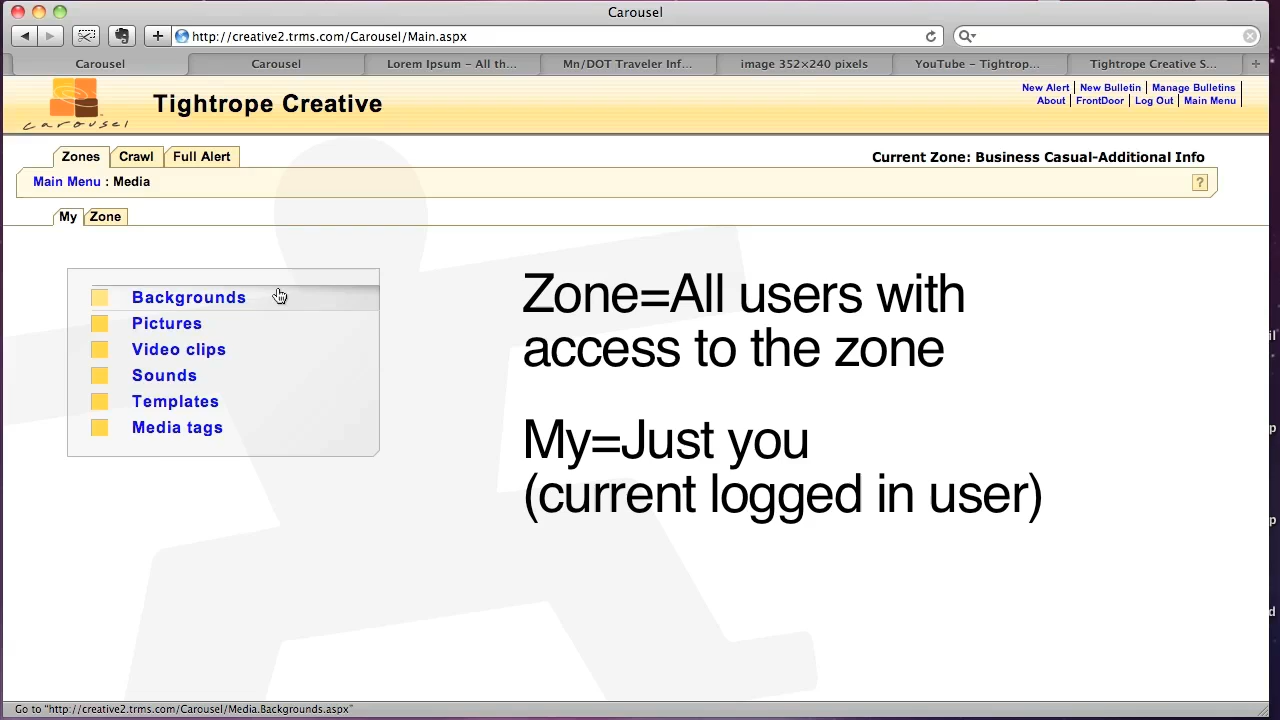 Carousel
http://creative2.trms.com/Carousel/Main.aspx
Carousel
Carousel
Lorem Ipsum – All th...
Mn/DOT Traveler Inf...
image 352×240 pixels
YouTube – Tightrop...
Tightrope Creative S...
carousel
Tightrope Creative
New Alert | New Bulletin | Manage Bulletins
About | FrontDoor | Log Out | Main Menu
Zones Crawl Full Alert
Current Zone: Business Casual-Additional Info
Main Menu : Media
?
My Zone
Backgrounds
Pictures
Video clips
Sounds
Templates
Media tags
Zone=All users with
access to the zone
My=Just you
(current logged in user)
Go to "http://creative2.trms.com/Carousel/Media.Backgrounds.aspx"